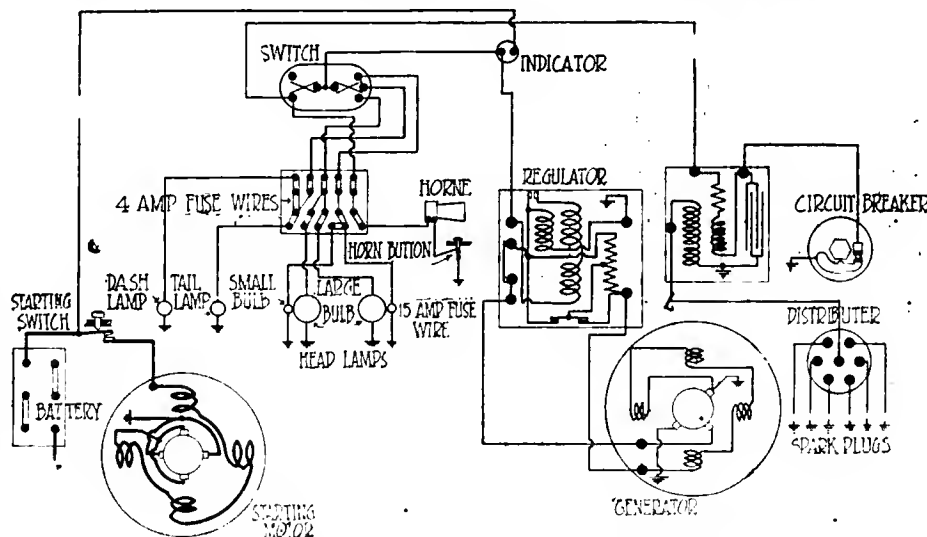 SWITCH
INDICATOR
REGULATOR
HORNE
4 AMP FUSE WIRES
CIRCUIT BREAKER
HORN BUTTON
DASH
LAMP
TAIL
LAMP
SMALL
BULB
LARGE
BULB
15 AMP FUSE
WIRE
STARTING
SWITCH
HEAD LAMPS
DISTRIBUTER
BATTERY
SPARK PLUGS
GENERATOR
STARTING
MOTOR